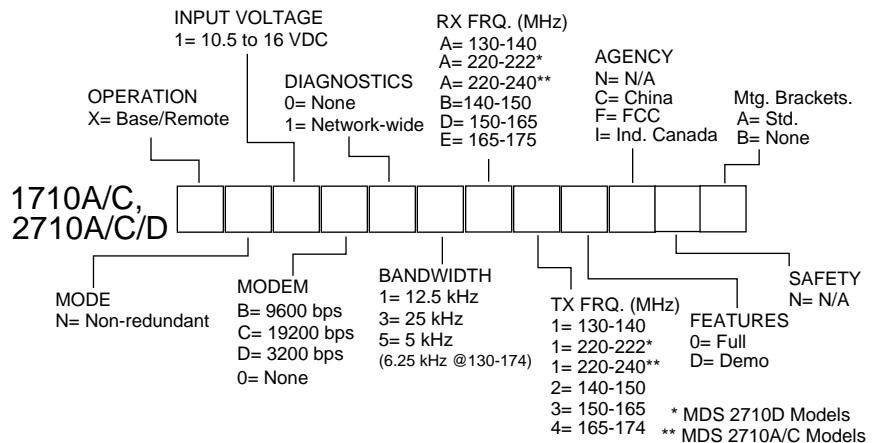 INPUT VOLTAGE
1= 10.5 to 16 VDC
RX FRQ. (MHz)
A= 130-140
A= 220-222*
A= 220-240**
B=140-150
D= 150-165
E= 165-175
AGENCY
N= N/A
C= China
F= FCC
I= Ind. Canada
DIAGNOSTICS
0= None
1= Network-wide
OPERATION
X= Base/Remote
Mtg. Brackets.
A= Std.
B= None
1710A/C,
2710A/C/D
MODE
N= Non-redundant
MODEM
B= 9600 bps
C= 19200 bps
D= 3200 bps
0= None
BANDWIDTH
1= 12.5 kHz
3= 25 kHz
5= 5 kHz
(6.25 kHz @130-174)
TX FRQ. (MHz)
1= 130-140
1= 220-222*
1= 220-240**
2= 140-150
3= 150-165
4= 165-174
FEATURES
0= Full
D= Demo
SAFETY
N= N/A
* MDS 2710D Models
** MDS 2710A/C Models